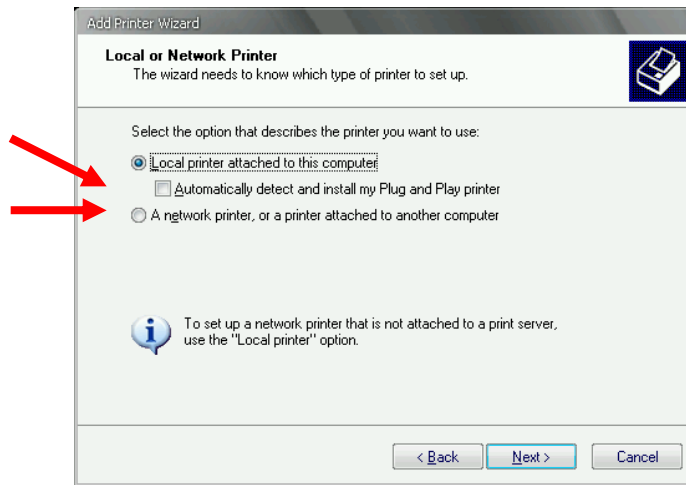 Add Printer Wizard
Local or Network Printer
The wizard needs to know which type of printer to set up.
Select the option that describes the printer you want to use:
Local printer attached to this computer
Automatically detect and install my Plug and Play printer
A network printer, or a printer attached to another computer
To set up a network printer that is not attached to a print server,
use the "Local printer" option.
< Back Next > Cancel